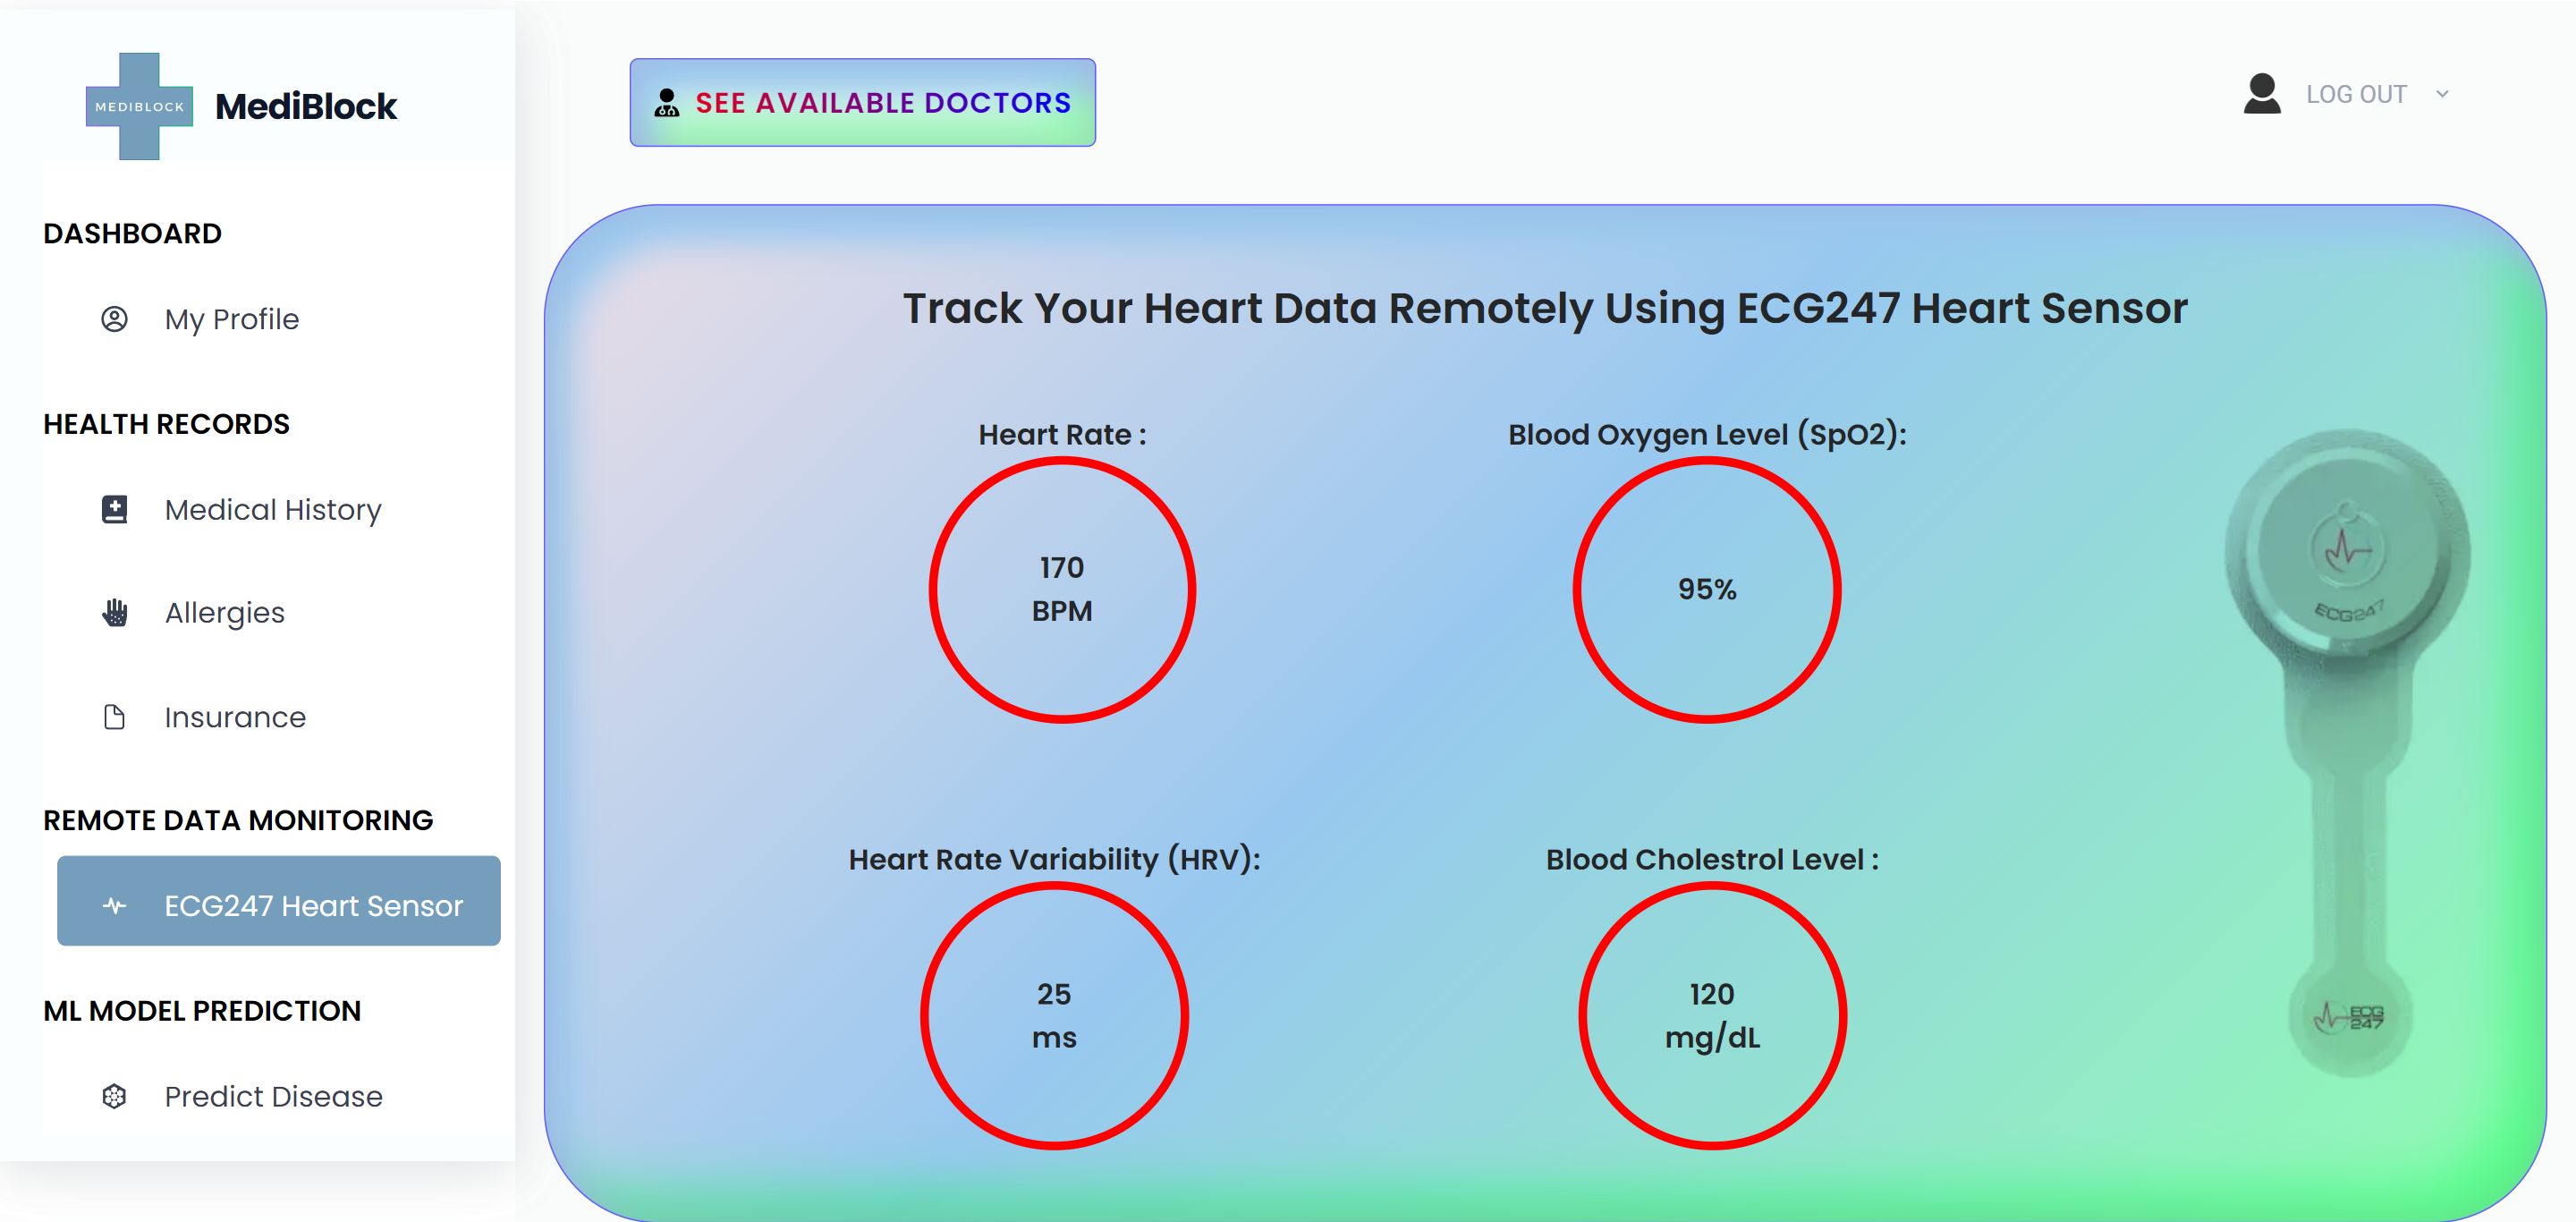 MEDIBLOCK
MediBlock
SEE AVAILABLE DOCTORS
LOG OUT
DASHBOARD
My Profile
HEALTH RECORDS
Medical History
Allergies
Insurance
REMOTE DATA MONITORING
ECG247 Heart Sensor
ML MODEL PREDICTION
Predict Disease
Track Your Heart Data Remotely Using ECG247 Heart Sensor
Heart Rate :
170
BPM
Blood Oxygen Level (SpO2):
95%
Heart Rate Variability (HRV):
25
ms
Blood Cholestrol Level :
120
mg/dL
ECG247
ECG
247